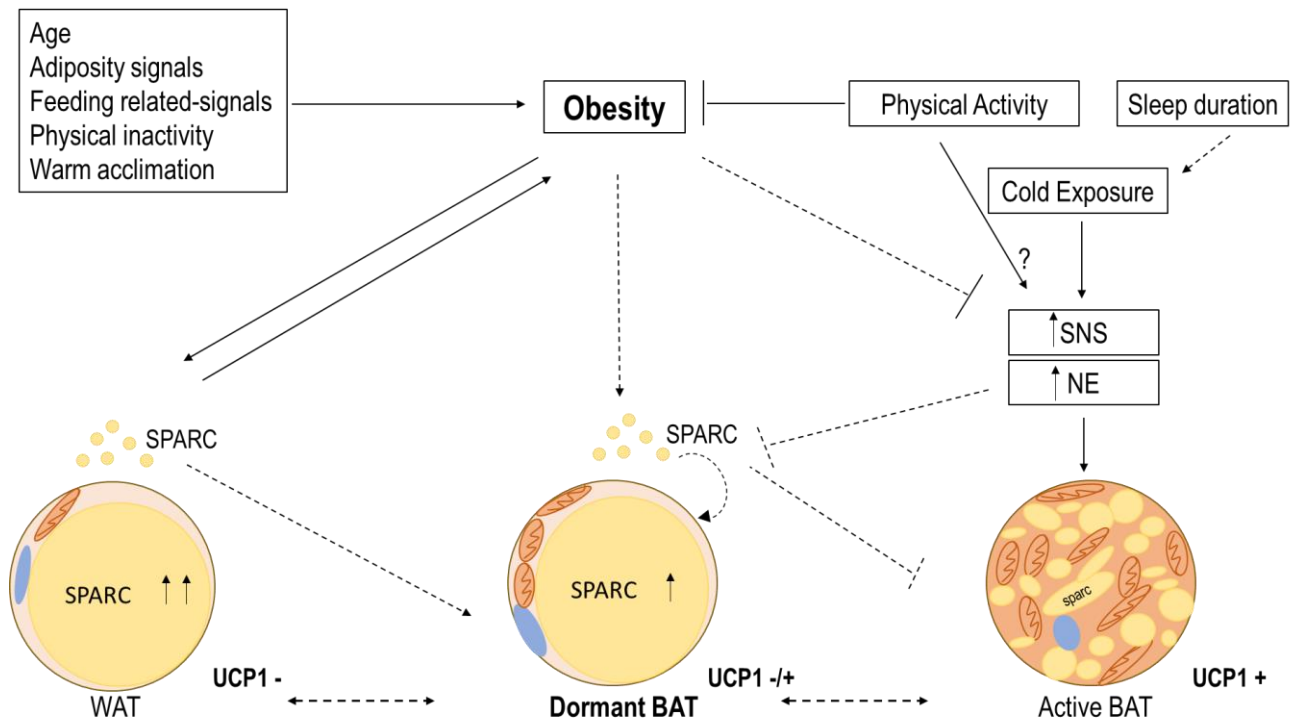 Age
Adiposity signals
Feeding related-signals
Physical inactivity
Warm acclimation
Obesity
Physical Activity
Sleep duration
Cold Exposure
?
↑SNS
↑NE
SPARC
SPARC
SPARC ↑↑
SPARC ↑
sparc
UCP1 -
UCP1 -/+
UCP1 +
WAT
Dormant BAT
Active BAT